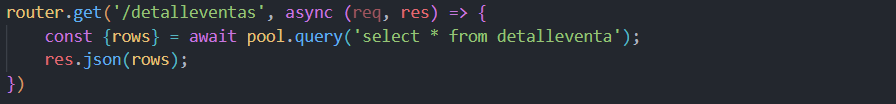 router.get('/detalleventas', async (req, res) => {
    const {rows} = await pool.query('select * from detalleventa');
    res.json(rows);
})